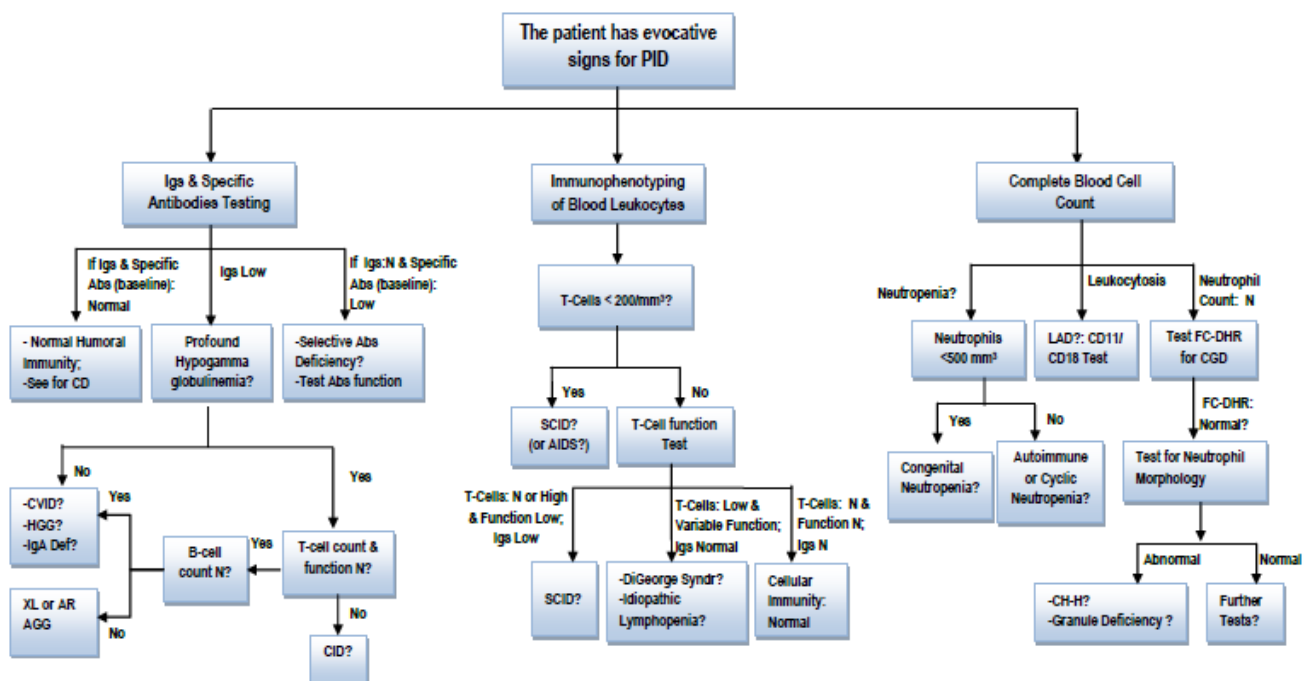 The patient has evocative
signs for PID
Igs & Specific
Antibodies Testing
Immunophenotyping
of Blood Leukocytes
Complete Blood Cell
Count
If Igs & Specific
Abs (baseline):
Normal
Igs Low
If Igs:N & Specific
Abs (baseline):
Low
- Normal Humoral
Immunity;
-See for CD
Profound
Hypogamma
globulinemia?
-Selective Abs
Deficiency?
-Test Abs function
No
Yes
-CVID?
-HGG?
-IgA Def?
Yes
B-cell
count N?
Yes
T-cell count &
function N?
XL or AR
AGG
No
No
CID?
T-Cells < 200/mm³?
Yes
No
SCID?
(or AIDS?)
T-Cell function
Test
T-Cells: N or High
& Function Low;
Igs Low
T-Cells: Low &
Variable Function;
Igs Normal
T-Cells: N &
Function N;
Igs N
SCID?
-DiGeorge Syndr?
-Idiopathic
Lymphopenia?
Cellular
Immunity:
Normal
Neutropenia?
Leukocytosis
Neutrophil
Count: N
Neutrophils
<500 mm³
LAD?: CD11/
CD18 Test
Test FC-DHR
for CGD
Yes
No
FC-DHR:
Normal?
Congenital
Neutropenia?
Autoimmune
or Cyclic
Neutropenia?
Test for Neutrophil
Morphology
Abnormal
Normal
-CH-H?
-Granule Deficiency ?
Further
Tests?